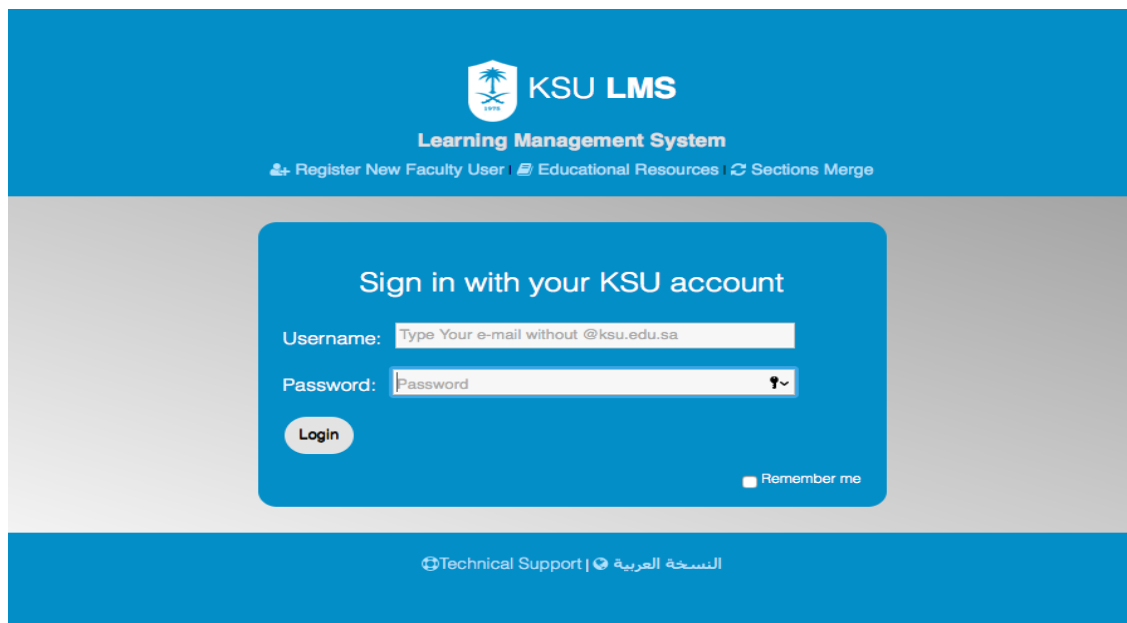 KSU LMS
Learning Management System
Register New Faculty User | Educational Resources | Sections Merge
Sign in with your KSU account
Username: Type Your e-mail without @ksu.edu.sa
Password: Password
Login
Remember me
Technical Support | النسخة العربية